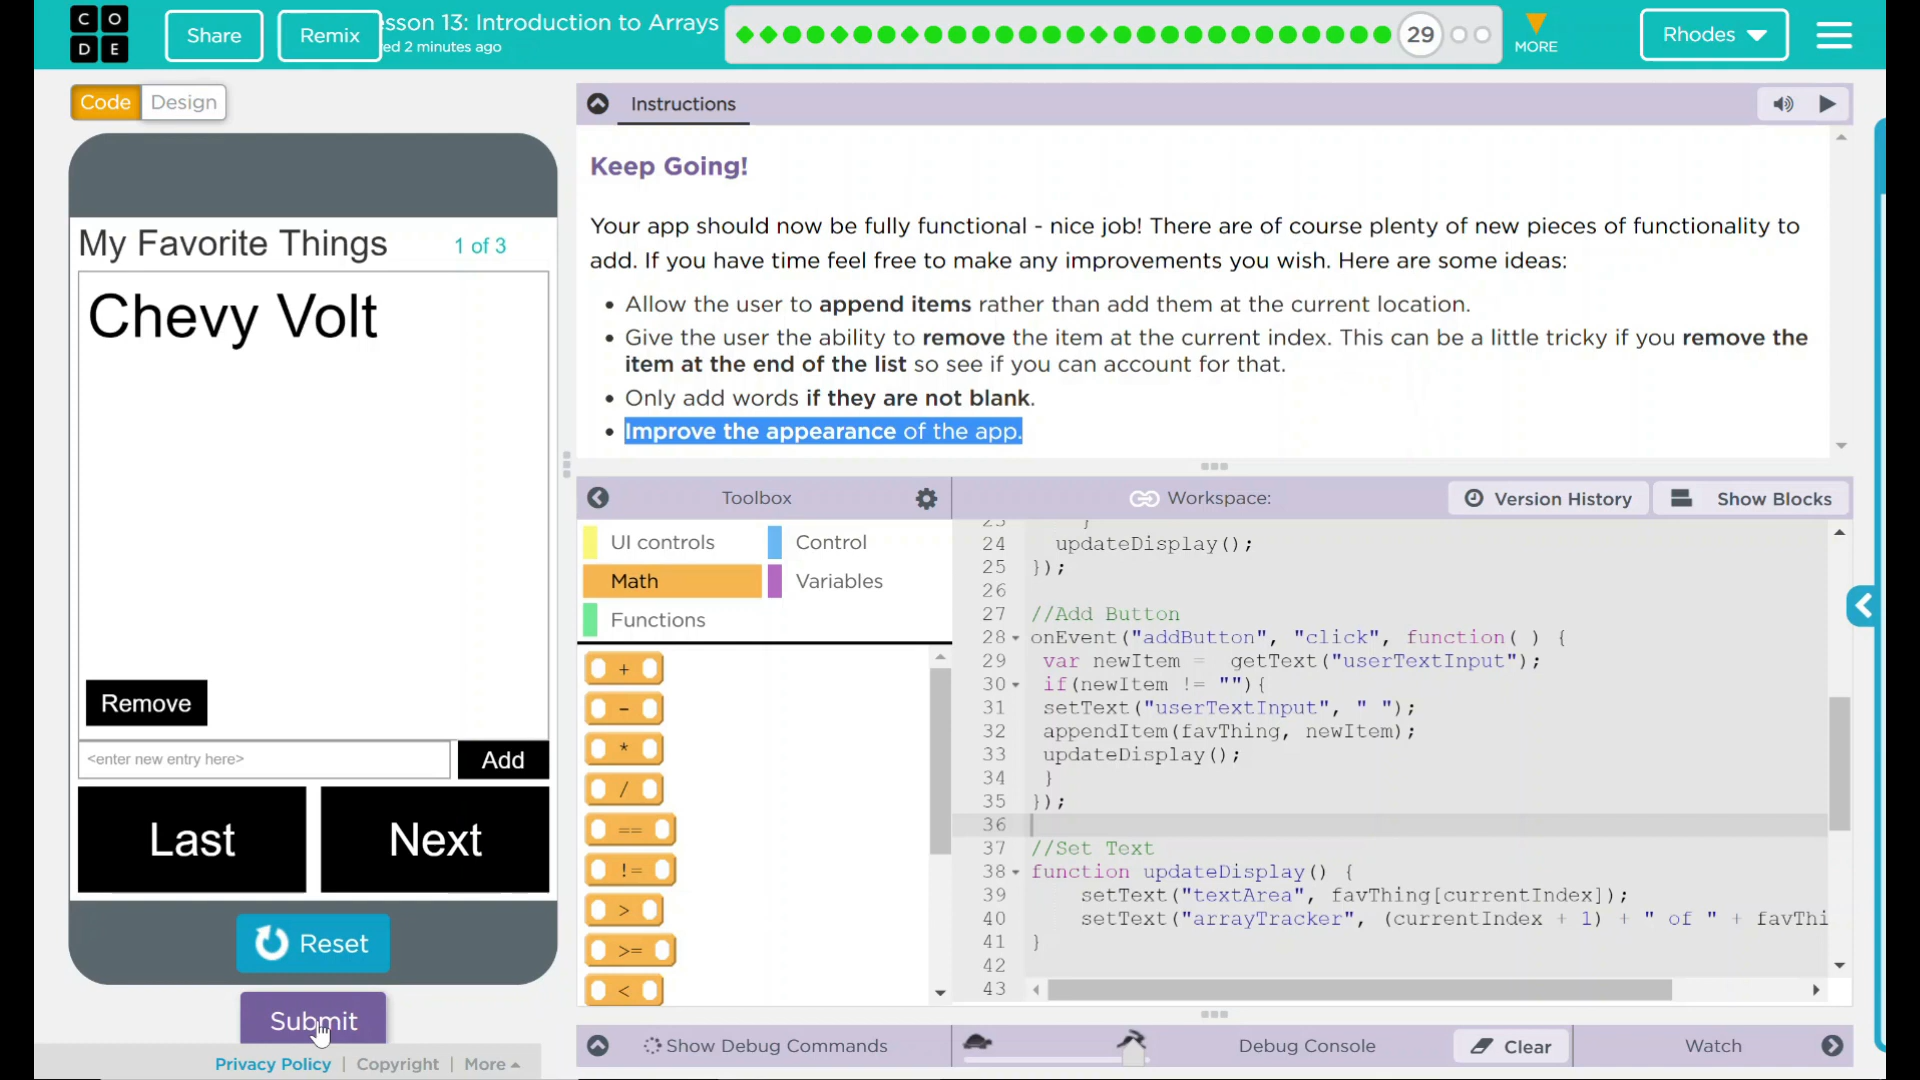 CODE
Share
Remix
esson 13: Introduction to Arrays
ed 2 minutes ago
29
MORE
Rhodes
Code
Design
Instructions
Keep Going!
Your app should now be fully functional - nice job! There are of course plenty of new pieces of functionality to
add. If you have time feel free to make any improvements you wish. Here are some ideas:
• Allow the user to append items rather than add them at the current location.
• Give the user the ability to remove the item at the current index. This can be a little tricky if you remove the
item at the end of the list so see if you can account for that.
• Only add words if they are not blank.
• Improve the appearance of the app.
My Favorite Things
1 of 3
Chevy Volt
Remove
<enter new entry here>
Add
Last
Next
Reset
Submit
Privacy Policy | Copyright | More
Toolbox
Workspace:
Version History
Show Blocks
UI controls
Control
Math
Variables
Functions
+
-
*
/
==
!=
>
>=
<
23 }
24 updateDisplay();
25 });
26
27 //Add Button
28 onEvent("addButton", "click", function( ) {
29 var newItem = getText("userTextInput");
30 if(newItem != ""){
31 setText("userTextInput", " ");
32 appendItem(favThing, newItem);
33 updateDisplay();
34 }
35 });
36
37 //Set Text
38 function updateDisplay() {
39 setText("textArea", favThing[currentIndex]);
40 setText("arrayTracker", (currentIndex + 1) + " of " + favThi
41 }
42
43
Show Debug Commands
Debug Console
Clear
Watch